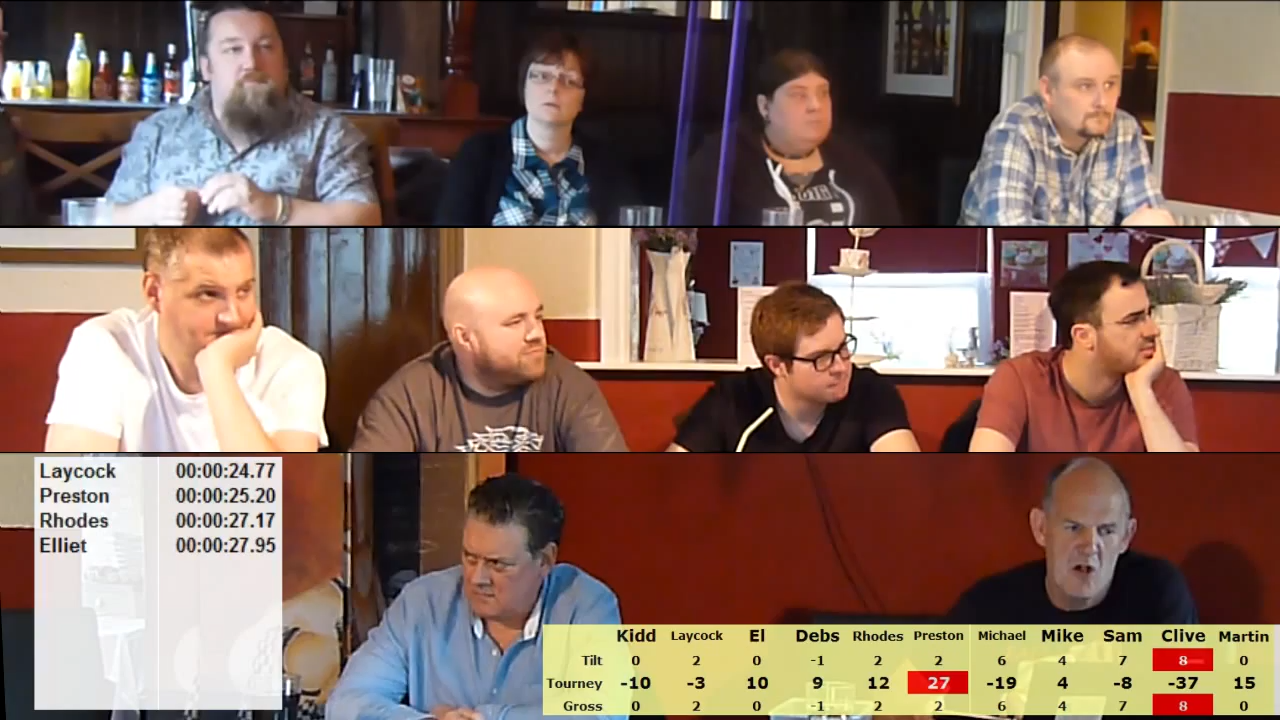 Laycock 00:00:24.77
Preston 00:00:25.20
Rhodes 00:00:27.17
Elliet 00:00:27.95
Kidd Laycock El Debs Rhodes Preston Michael Mike Sam Clive Martin
Tilt 0 2 0 -1 2 2 6 4 7 8 0
Tourney -10 -3 10 9 12 27 -19 4 -8 -37 15
Gross 0 2 0 -1 2 2 6 4 7 8 0